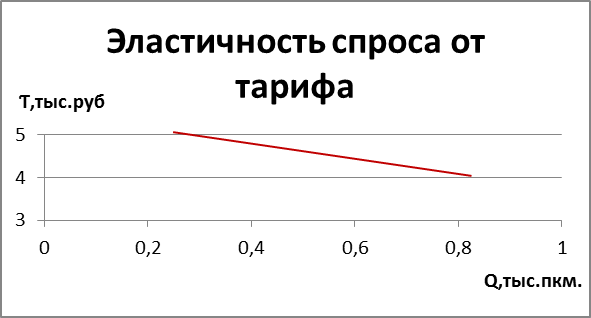 Эластичность спроса от
тарифа
Т,тыс.руб
5
4
3
0 0,2 0,4 0,6 0,8 1
Q,тыс.пкм.